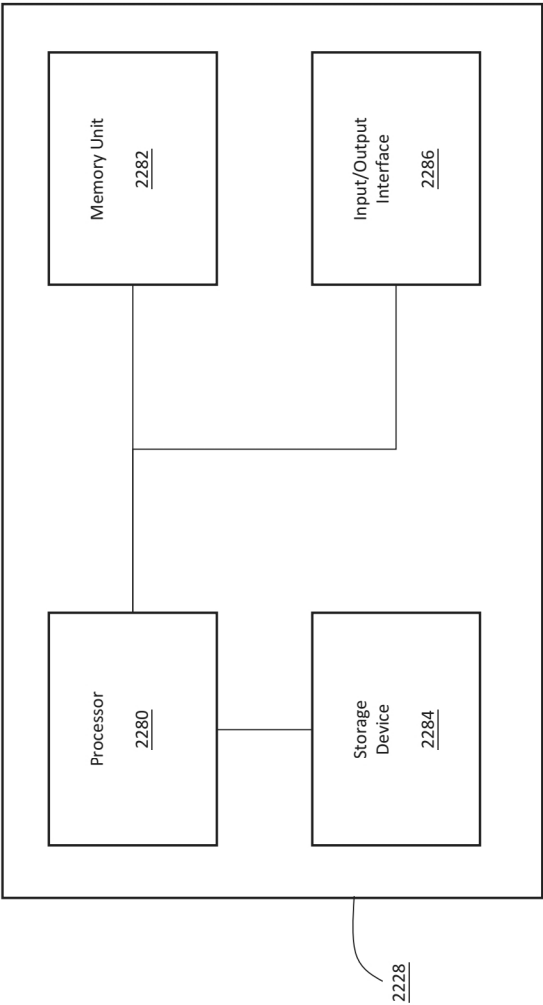 Processor
2280
Memory Unit
2282
Storage
Device
2284
Input/Output
Interface
2286
2228